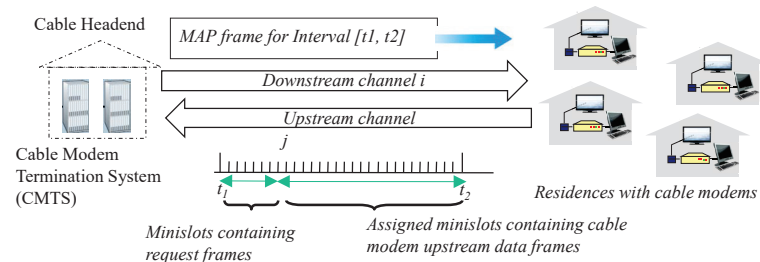 Cable Headend
MAP frame for Interval [t1, t2]
Downstream channel i
Upstream channel
j
Cable Modem
Termination System
(CMTS)
t1
t2
Residences with cable modems
Minislots containing
request frames
Assigned minislots containing cable
modem upstream data frames